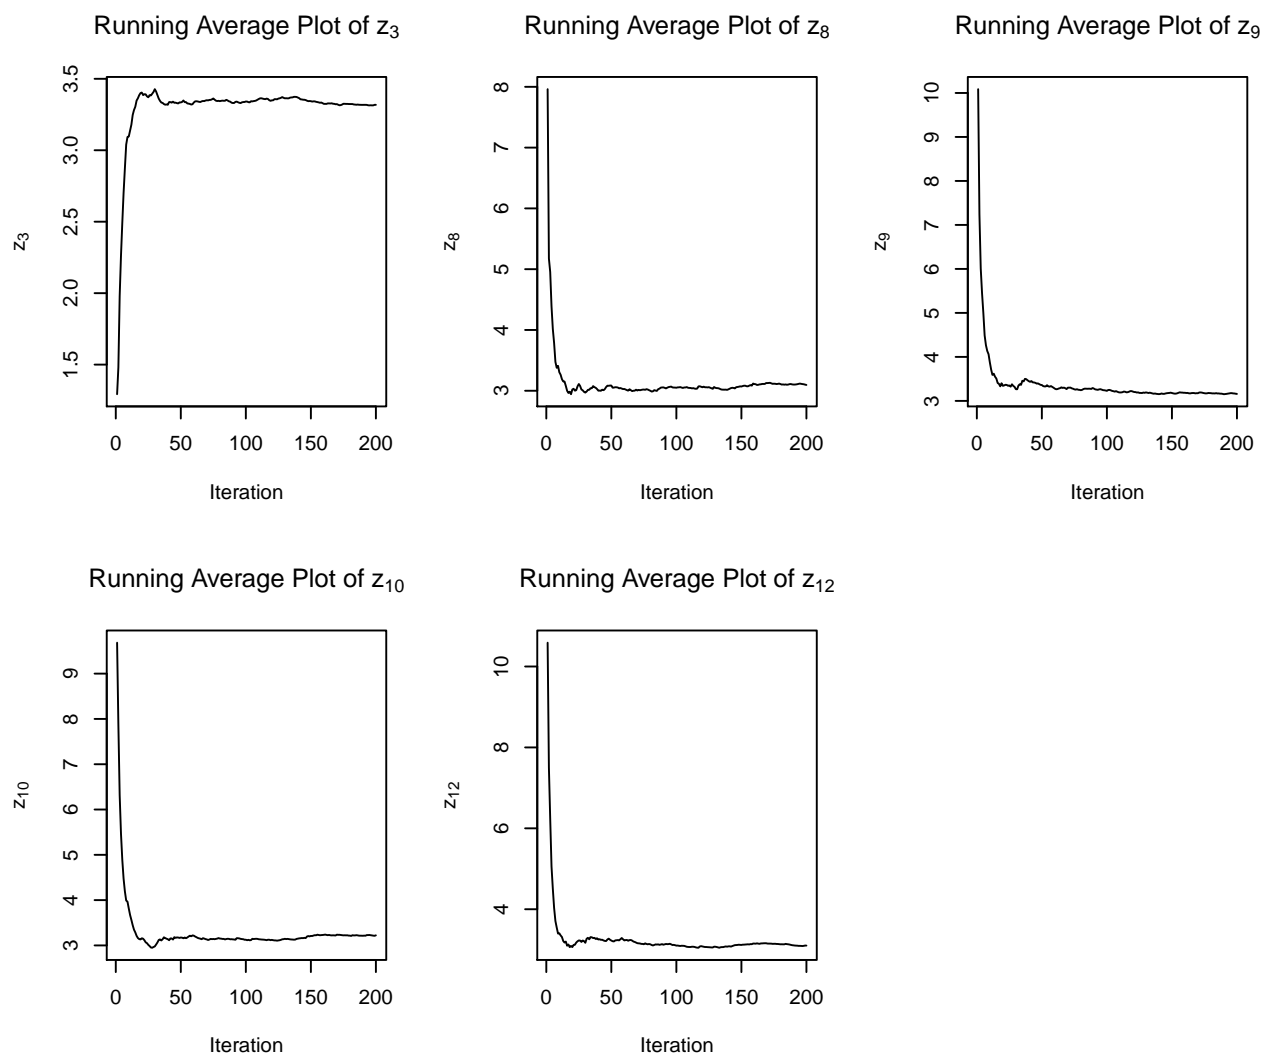 Running Average Plot of z₃
z₃
3.5
3.0
2.5
2.0
1.5
0 50 100 150 200
Iteration
Running Average Plot of z₈
z₈
8
7
6
5
4
3
0 50 100 150 200
Iteration
Running Average Plot of z₉
z₉
10
9
8
7
6
5
4
3
0 50 100 150 200
Iteration
Running Average Plot of z₁₀
z₁₀
9
8
7
6
5
4
3
0 50 100 150 200
Iteration
Running Average Plot of z₁₂
z₁₂
10
8
6
4
0 50 100 150 200
Iteration